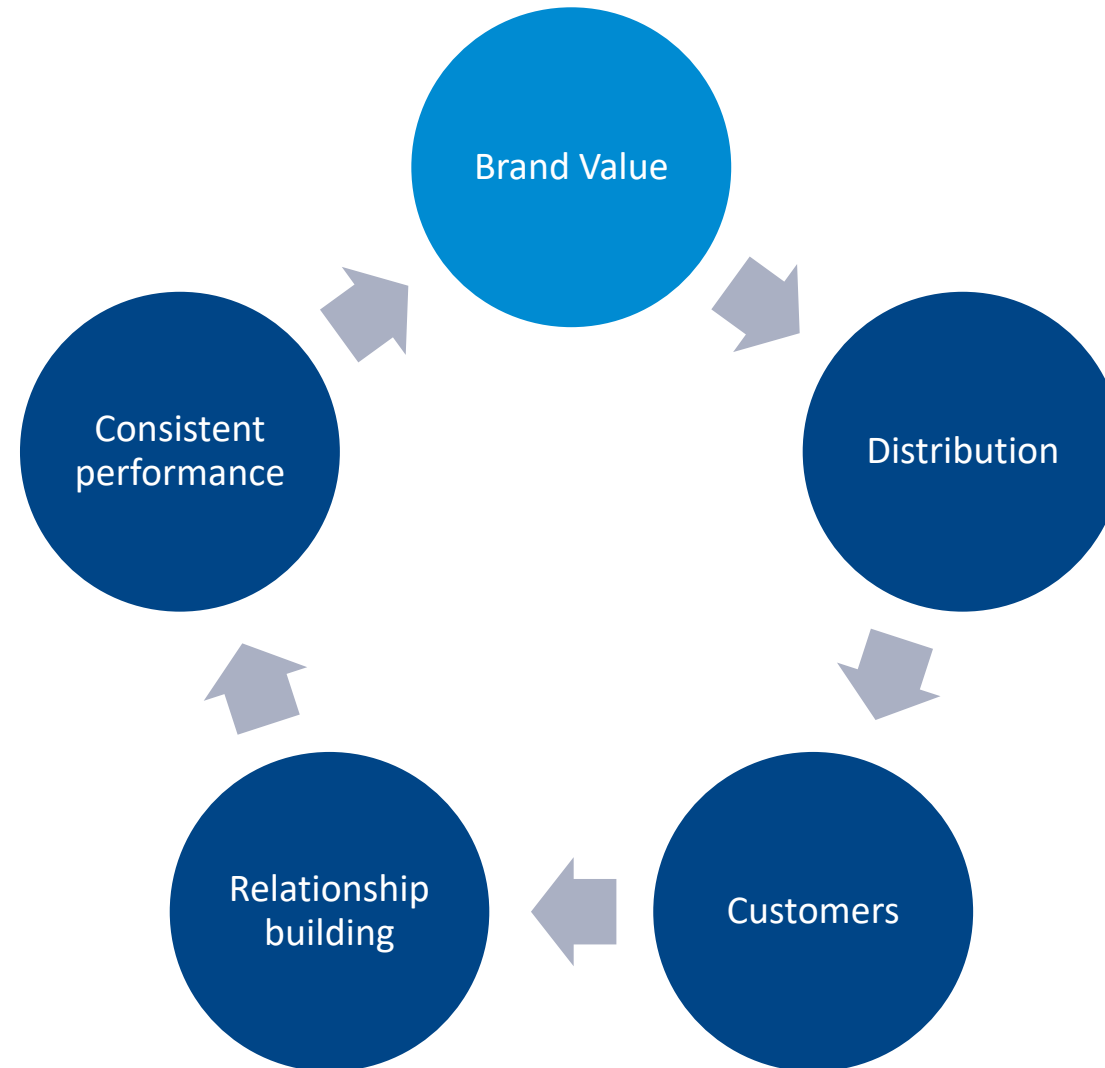 Brand Value
Distribution
Customers
Relationship
building
Consistent
performance